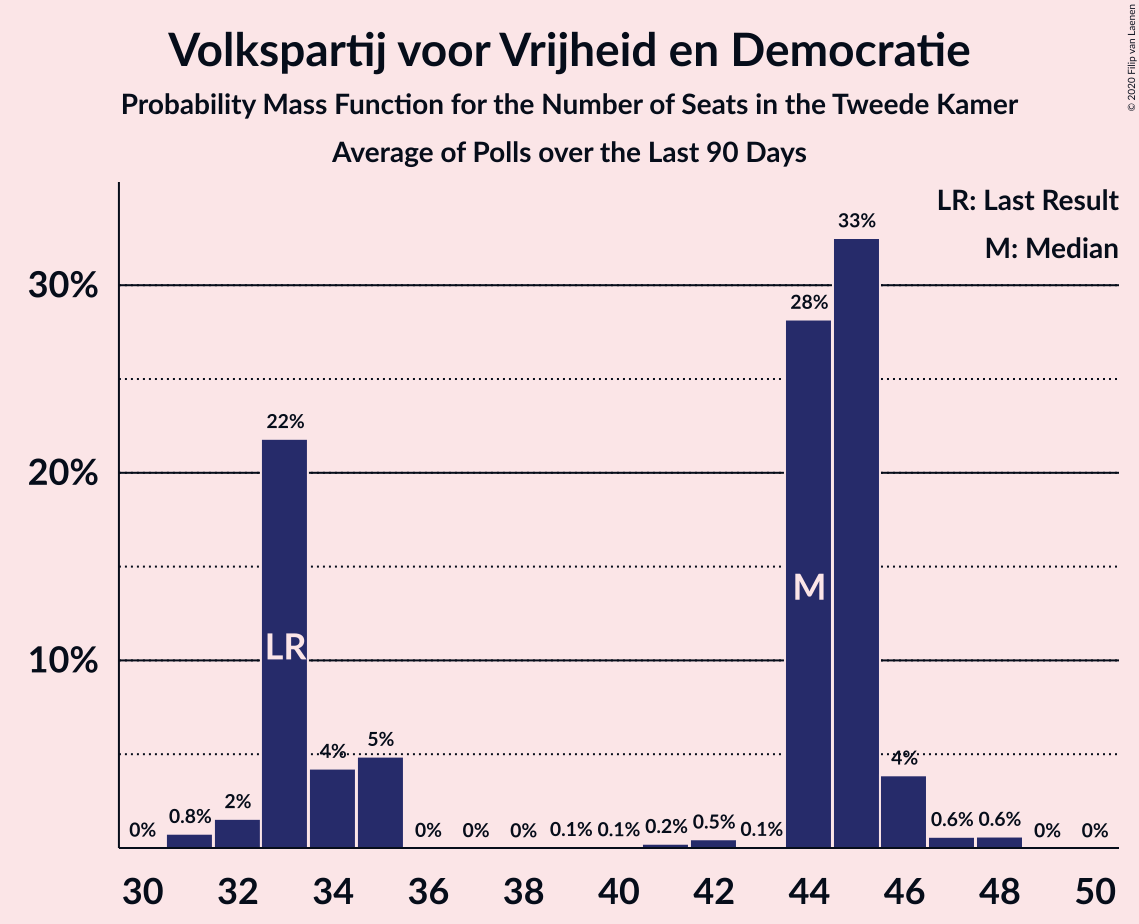 Volkspartij voor Vrijheid en Democratie
Probability Mass Function for the Number of Seats in the Tweede Kamer
Average of Polls over the Last 90 Days
© 2020 Filip van Laenen
LR: Last Result
M: Median
30%
20%
10%
0% 0.8% 2% 22% 4% 5% 0% 0% 0% 0.1% 0.1% 0.2% 0.5% 0.1% 28% 33% 4% 0.6% 0.6% 0% 0%
LR M
30 32 34 36 38 40 42 44 46 48 50